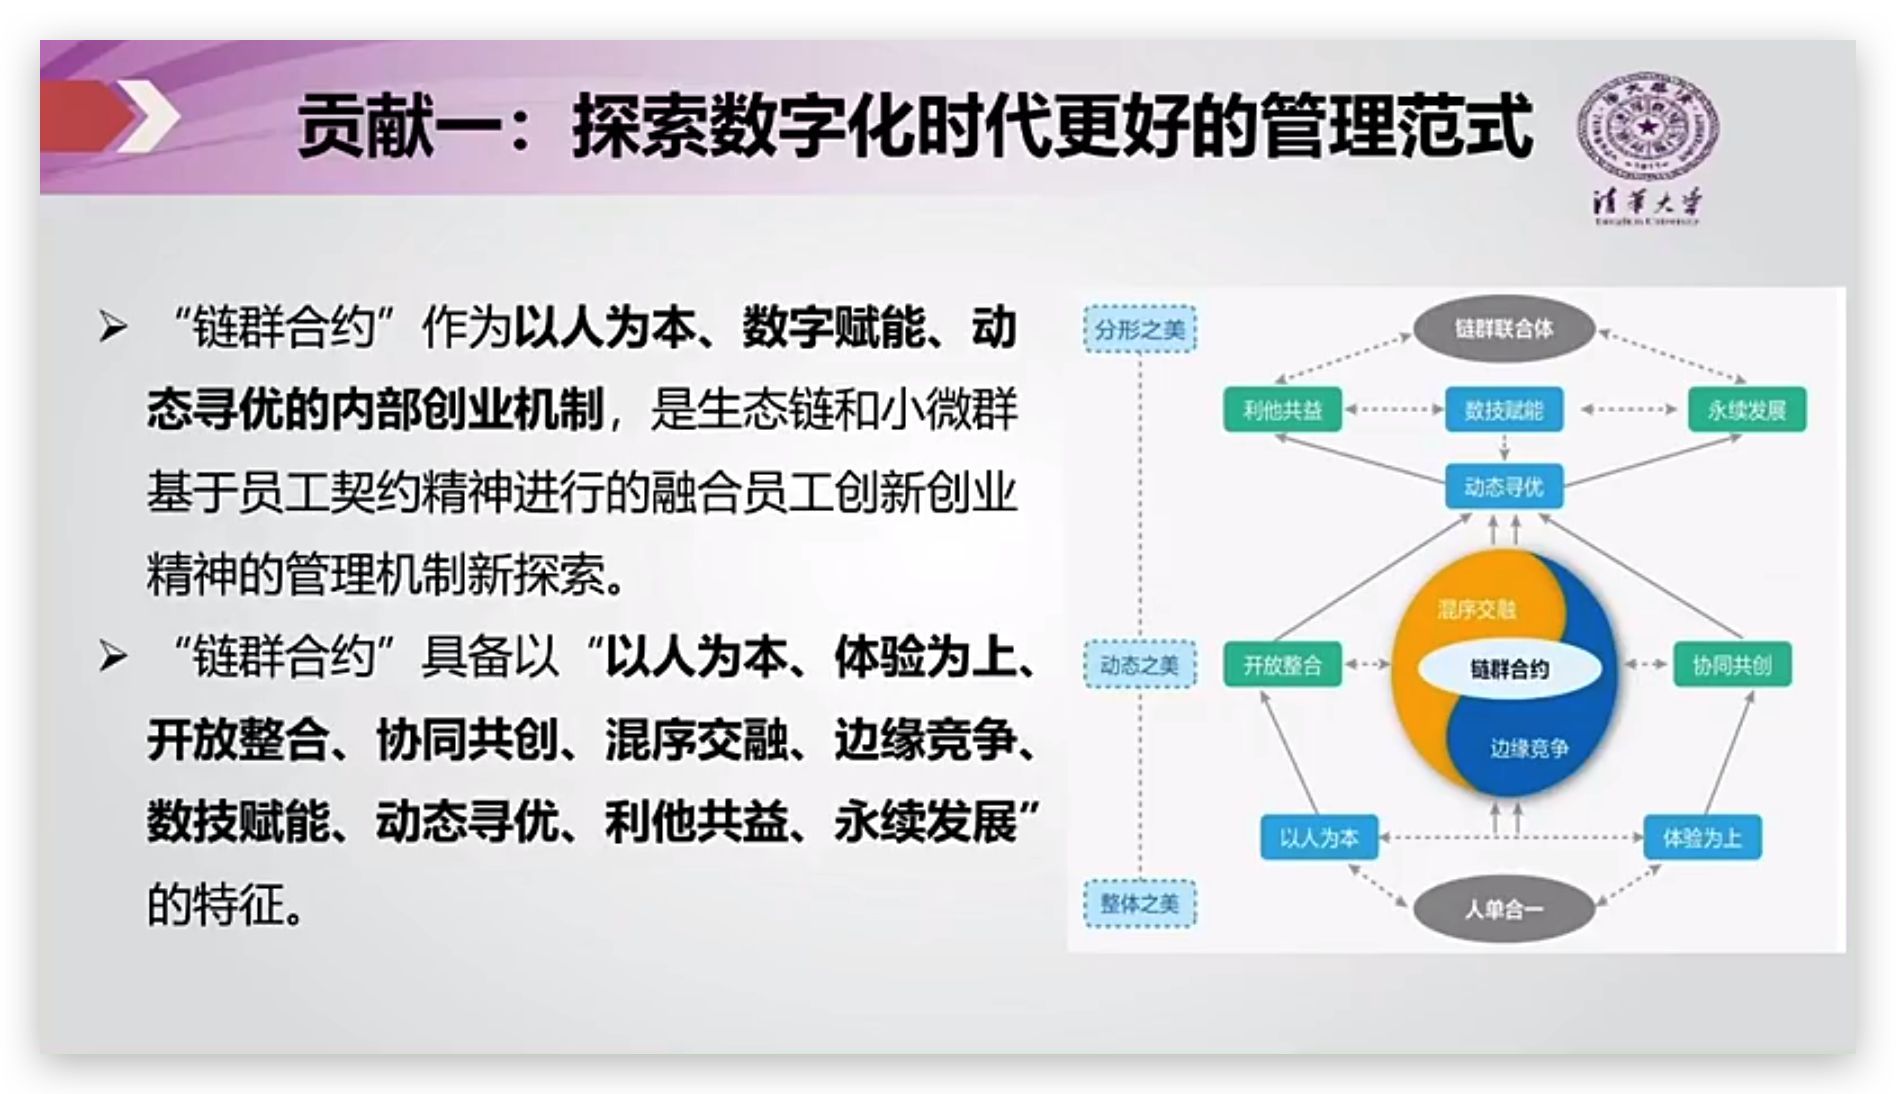 贡献一：探索数字化时代更好的管理范式
清华大学
Tsinghua University
“链群合约”作为以人为本、数字赋能、动
态寻优的内部创业机制，是生态链和小微群
基于员工契约精神进行的融合员工创新创业
精神的管理机制新探索。
“链群合约”具备以“以人为本、体验为上、
开放整合、协同共创、混序交融、边缘竞争、
数技赋能、动态寻优、利他共益、永续发展”
的特征。
分形之美
链群联合体
利他共益
数技赋能
永续发展
动态寻优
混序交融
动态之美
开放整合
链群合约
协同共创
边缘竞争
以人为本
体验为上
整体之美
人单合一